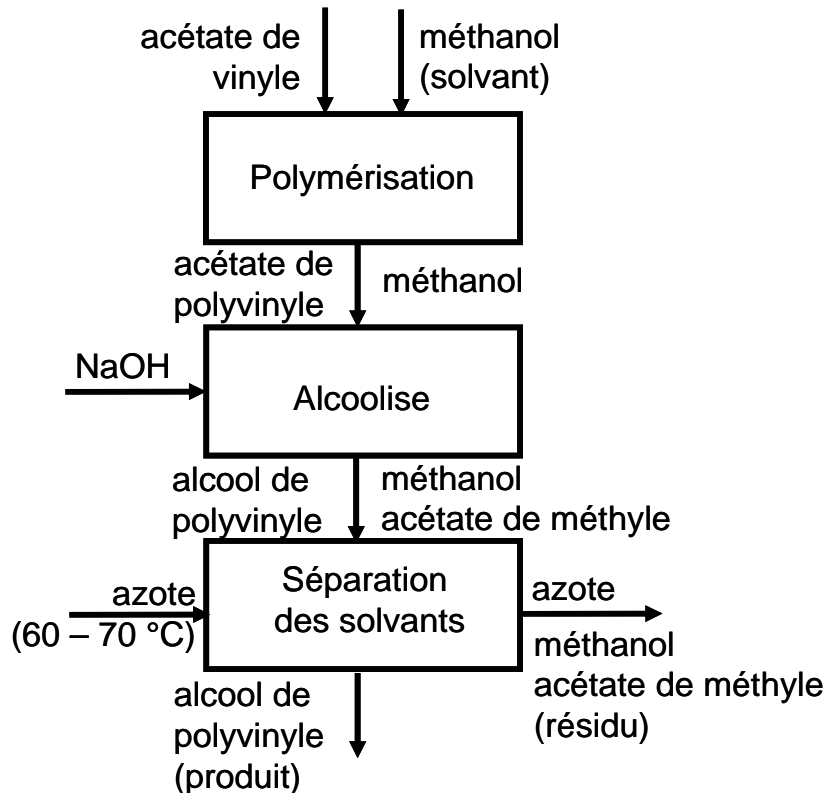 acétate de
vinyle
méthanol
(solvant)
Polymérisation
acétate de
polyvinyle
méthanol
NaOH
Alcoolise
alcool de
polyvinyle
méthanol
acétate de méthyle
azote
(60 – 70 °C)
Séparation
des solvants
azote
méthanol
acétate de méthyle
(résidu)
alcool de
polyvinyle
(produit)